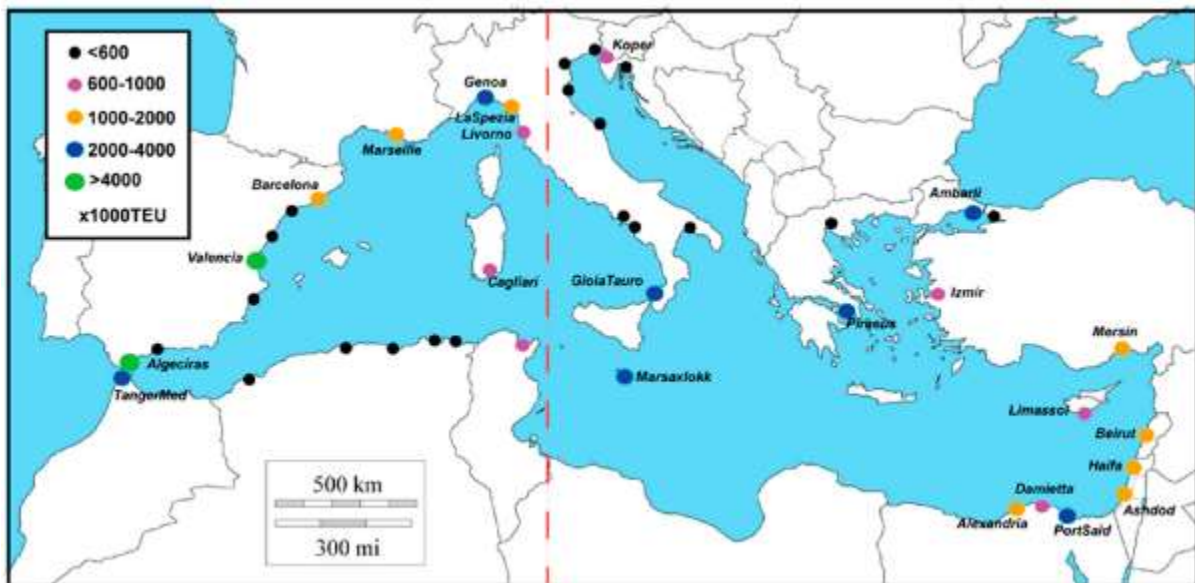 <600
600-1000
1000-2000
2000-4000
>4000
x1000TEU
Koper
Genoa
LaSpezia
Livorno
Marseille
Barcelona
Ambarli
Valencia
Cagliari
GioiaTauro
Izmir
Piraeus
Mersin
Algeciras
TangerMed
Marsaxlokk
Limassol
Beirut
Haifa
Damietta
Ashdod
Alexandria
PortSaid
500 km
300 mi